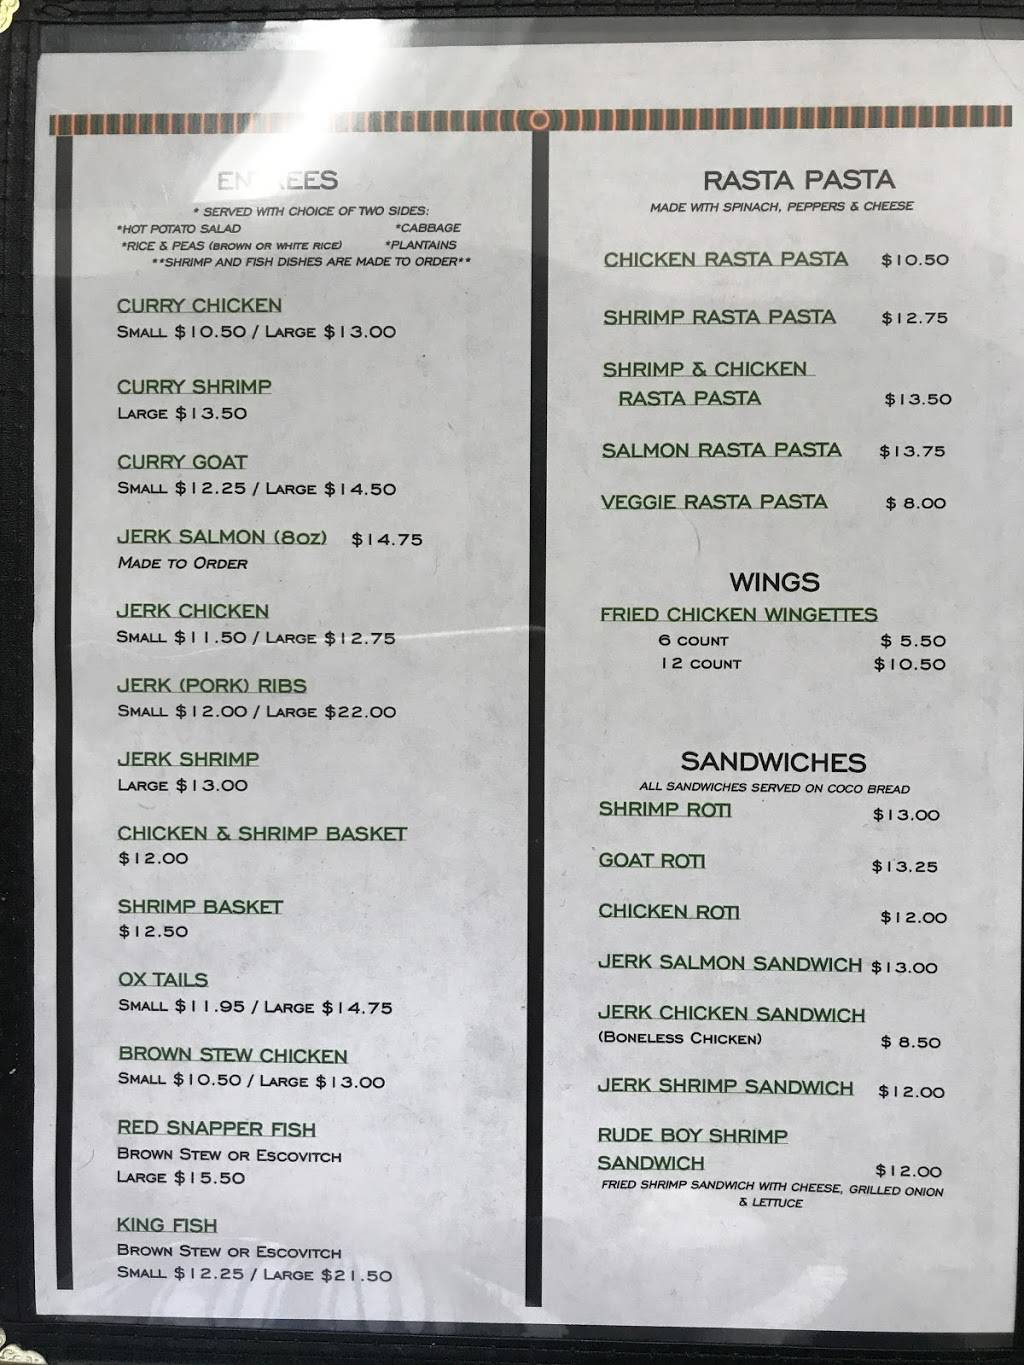 * SERVED WITH CHOICE OF TWO SIDES:
*HOT POTATO SALAD *CABBAGE
*RICE & PEAS (BROWN OR WHITE RICE) *PLANTAINS
**SHRIMP AND FISH DISHES ARE MADE TO ORDER**
CURRY CHICKEN
SMALL $10.50 / LARGE $13.00
CURRY SHRIMP
LARGE $13.50
CURRY GOAT
SMALL $12.25 / LARGE $14.50
JERK SALMON (8OZ) $14.75
MADE TO ORDER
JERK CHICKEN
SMALL $11.50 / LARGE $12.75
JERK (PORK) RIBS
SMALL $12.00 / LARGE $22.00
JERK SHRIMP
LARGE $13.00
CHICKEN & SHRIMP BASKET
$12.00
SHRIMP BASKET
$12.50
OX TAILS
SMALL $11.95 / LARGE $14.75
BROWN STEW CHICKEN
SMALL $10.50 / LARGE $13.00
RED SNAPPER FISH
BROWN STEW OR ESCOVITCH
LARGE $15.50
KING FISH
BROWN STEW OR ESCOVITCH
SMALL $12.25 / LARGE $21.50
RASTA PASTA
MADE WITH SPINACH, PEPPERS & CHEESE
CHICKEN RASTA PASTA $10.50
SHRIMP RASTA PASTA $12.75
SHRIMP & CHICKEN
RASTA PASTA $13.50
SALMON RASTA PASTA $13.75
VEGGIE RASTA PASTA $ 8.00
WINGS
FRIED CHICKEN WINGETTES
6 COUNT $ 5.50
12 COUNT $10.50
SANDWICHES
ALL SANDWICHES SERVED ON COCO BREAD
SHRIMP ROTI $13.00
GOAT ROTI $13.25
CHICKEN ROTI $12.00
JERK SALMON SANDWICH $13.00
JERK CHICKEN SANDWICH
(BONELESS CHICKEN) $ 8.50
JERK SHRIMP SANDWICH $12.00
RUDE BOY SHRIMP
SANDWICH $12.00
FRIED SHRIMP SANDWICH WITH CHEESE, GRILLED ONION
& LETTUCE